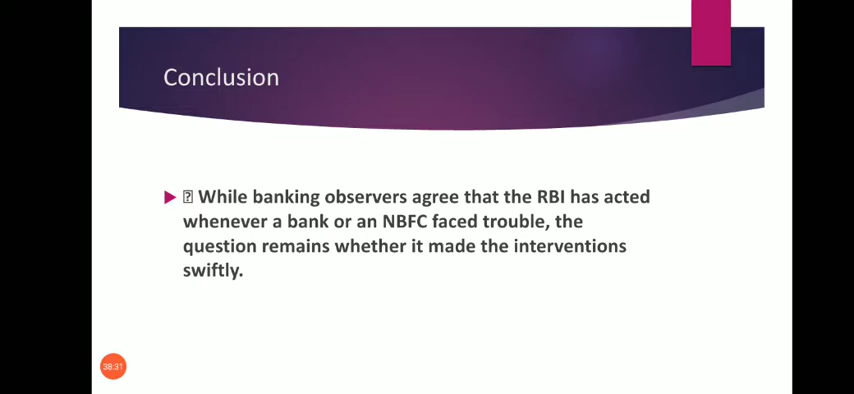 Conclusion
While banking observers agree that the RBI has acted
whenever a bank or an NBFC faced trouble, the
question remains whether it made the interventions
swiftly.
38:31